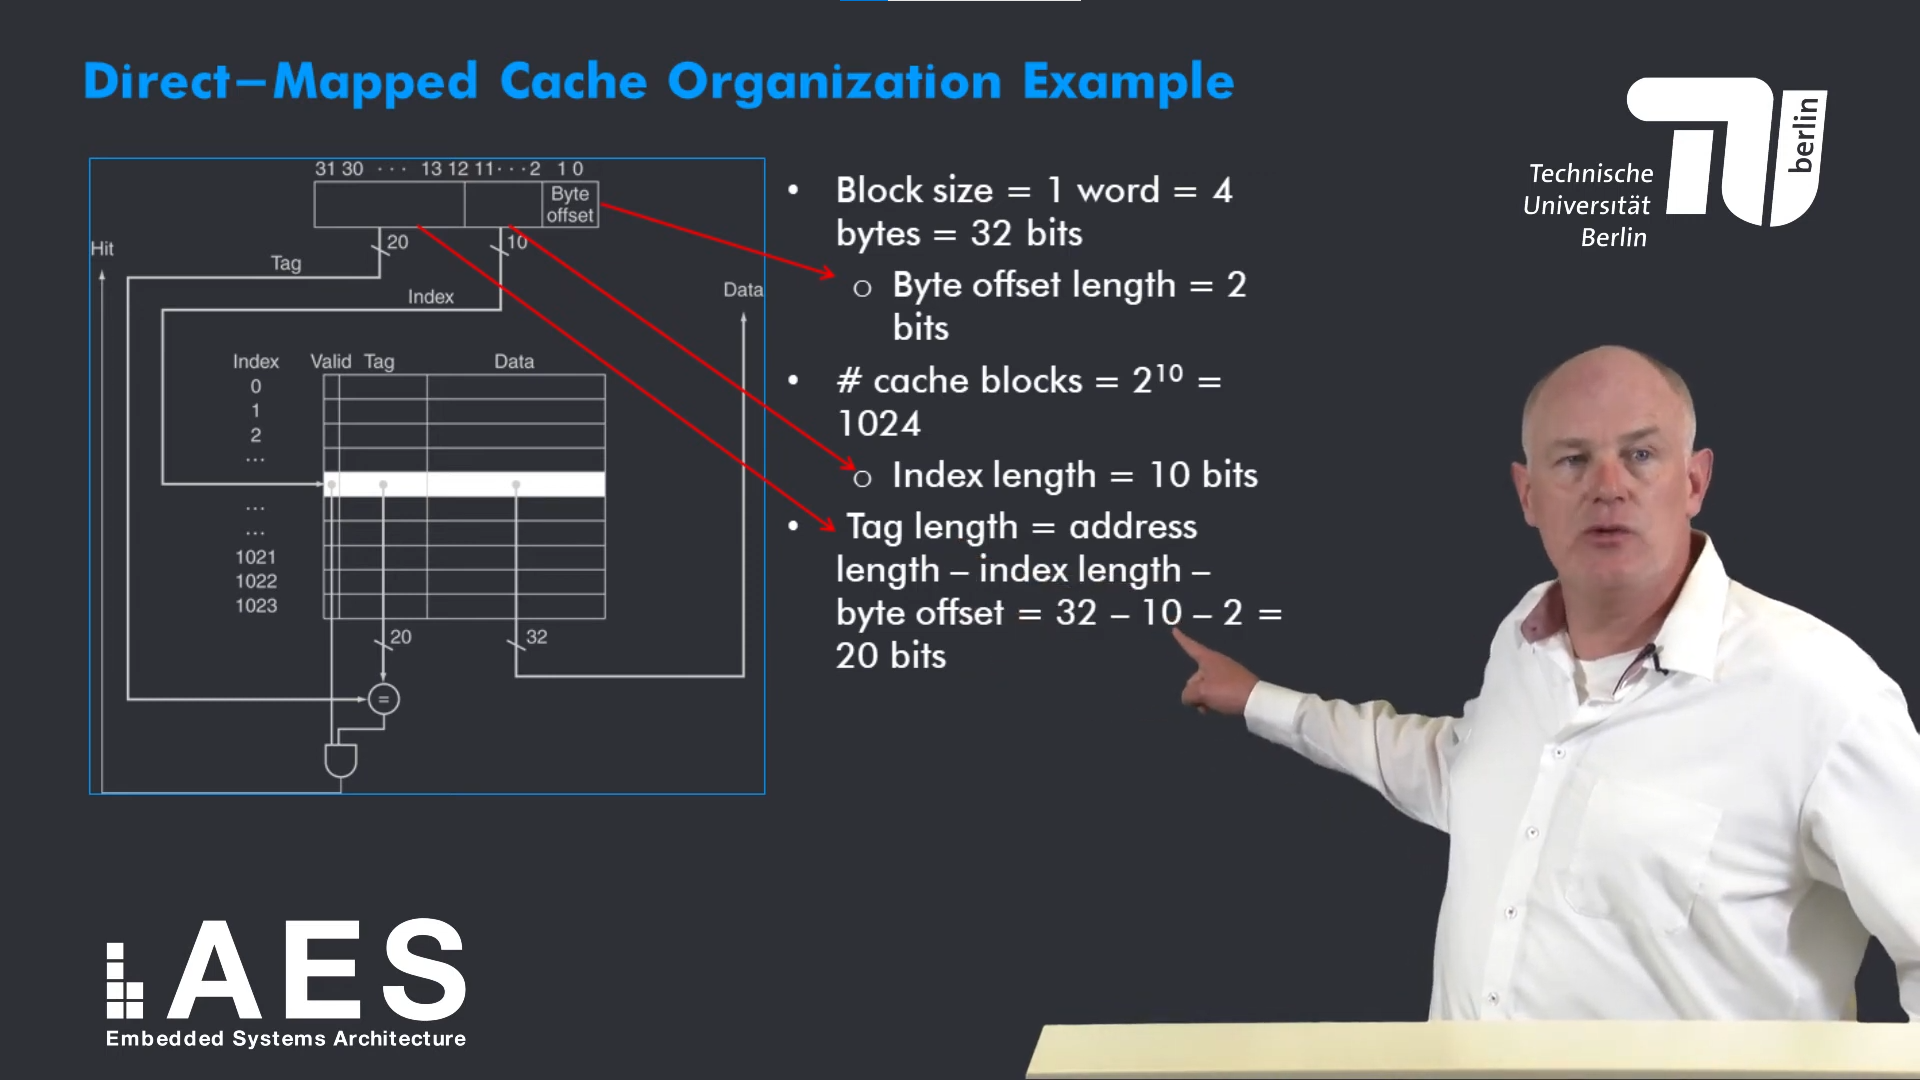 Direct–Mapped Cache Organization Example
berlin
Technische
Universität
Berlin
31 30 · · · 13 12 11 · · · 2 1 0
Byte
offset
20
10
Hit
Tag
Index
Data
Index Valid Tag Data
0
1
2
...
...
...
1021
1022
1023
20
32
=
• Block size = 1 word = 4
bytes = 32 bits
o Byte offset length = 2
bits
• # cache blocks = 2¹⁰ =
1024
o Index length = 10 bits
• Tag length = address
length – index length –
byte offset = 32 – 10 – 2 =
20 bits
AES
Embedded Systems Architecture